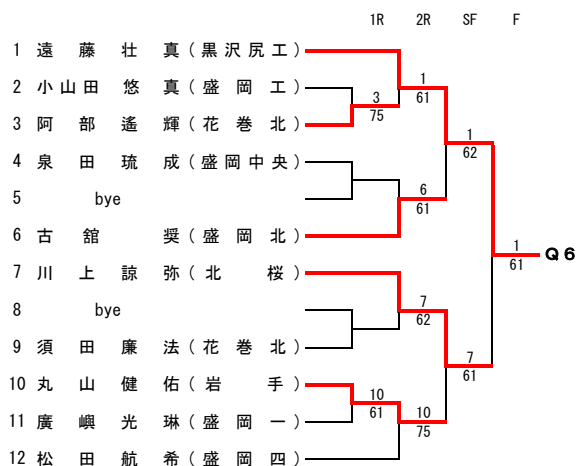 1R 2R SF F
1 遠藤壮真(黒沢尻工)
1
2 小山田悠真(盛岡工)
61
3
75
3 阿部遙輝(花巻北)
1
62
4 泉田琉成(盛岡中央)
6
5 bye
61
6 古舘奨(盛岡北)
1
61
Q6
7 川上諒弥(北桜)
7
8 bye
62
9 須田廉法(花巻北)
7
61
10 丸山健佑(岩手)
10
61
11 廣嶼光琳(盛岡一)
10
75
12 松田航希(盛岡四)